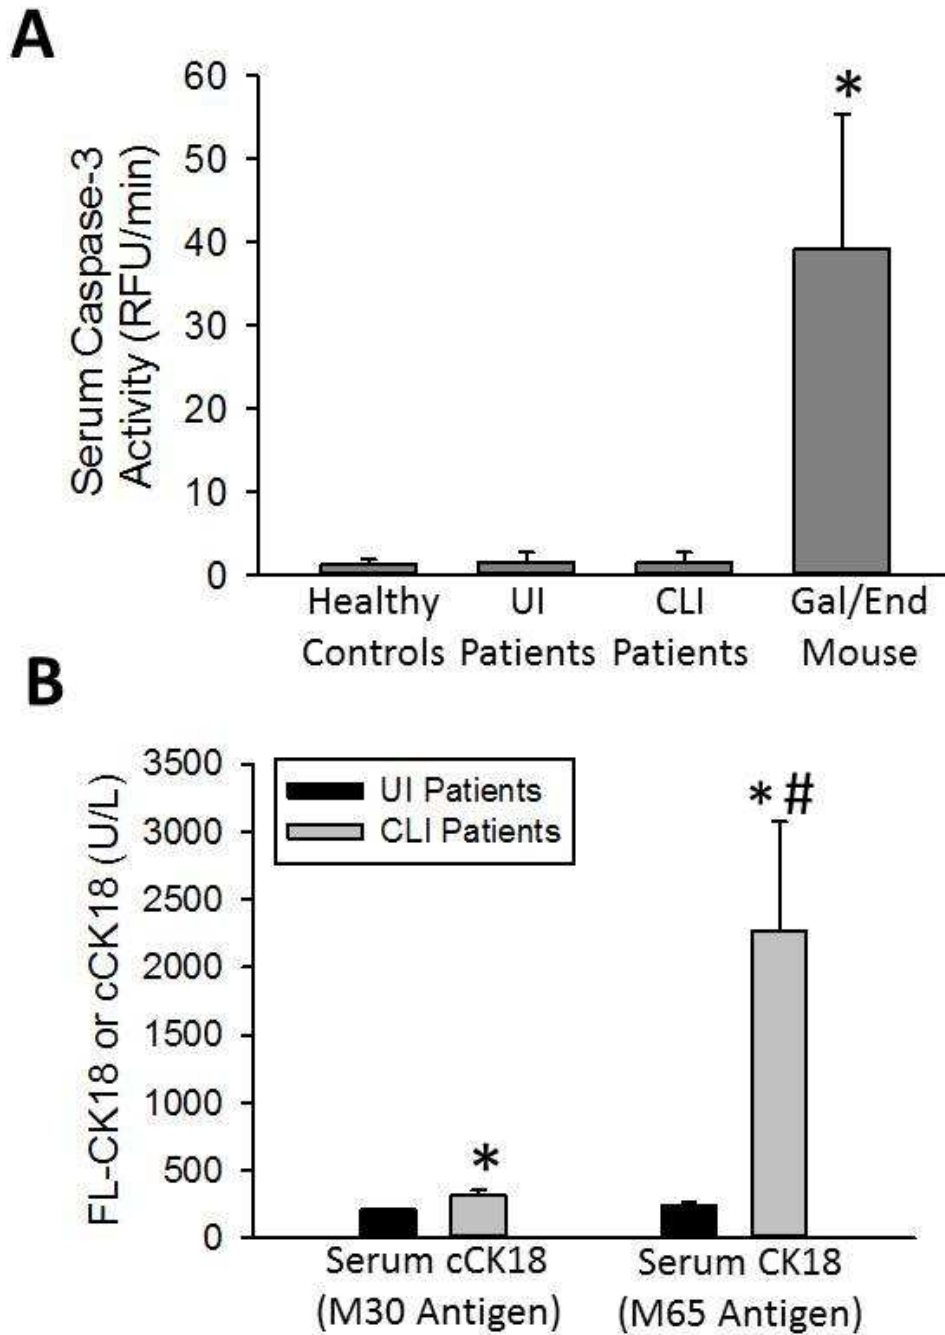 A
Serum Caspase-3
Activity (RFU/min)
60
50
40
30
20
10
0
*
Healthy Controls
UI Patients
CLI Patients
Gal/End Mouse
B
FL-CK18 or cCK18 (U/L)
3500
3000
2500
2000
1500
1000
500
0
UI Patients
CLI Patients
*
*#
Serum cCK18
(M30 Antigen)
Serum CK18
(M65 Antigen)